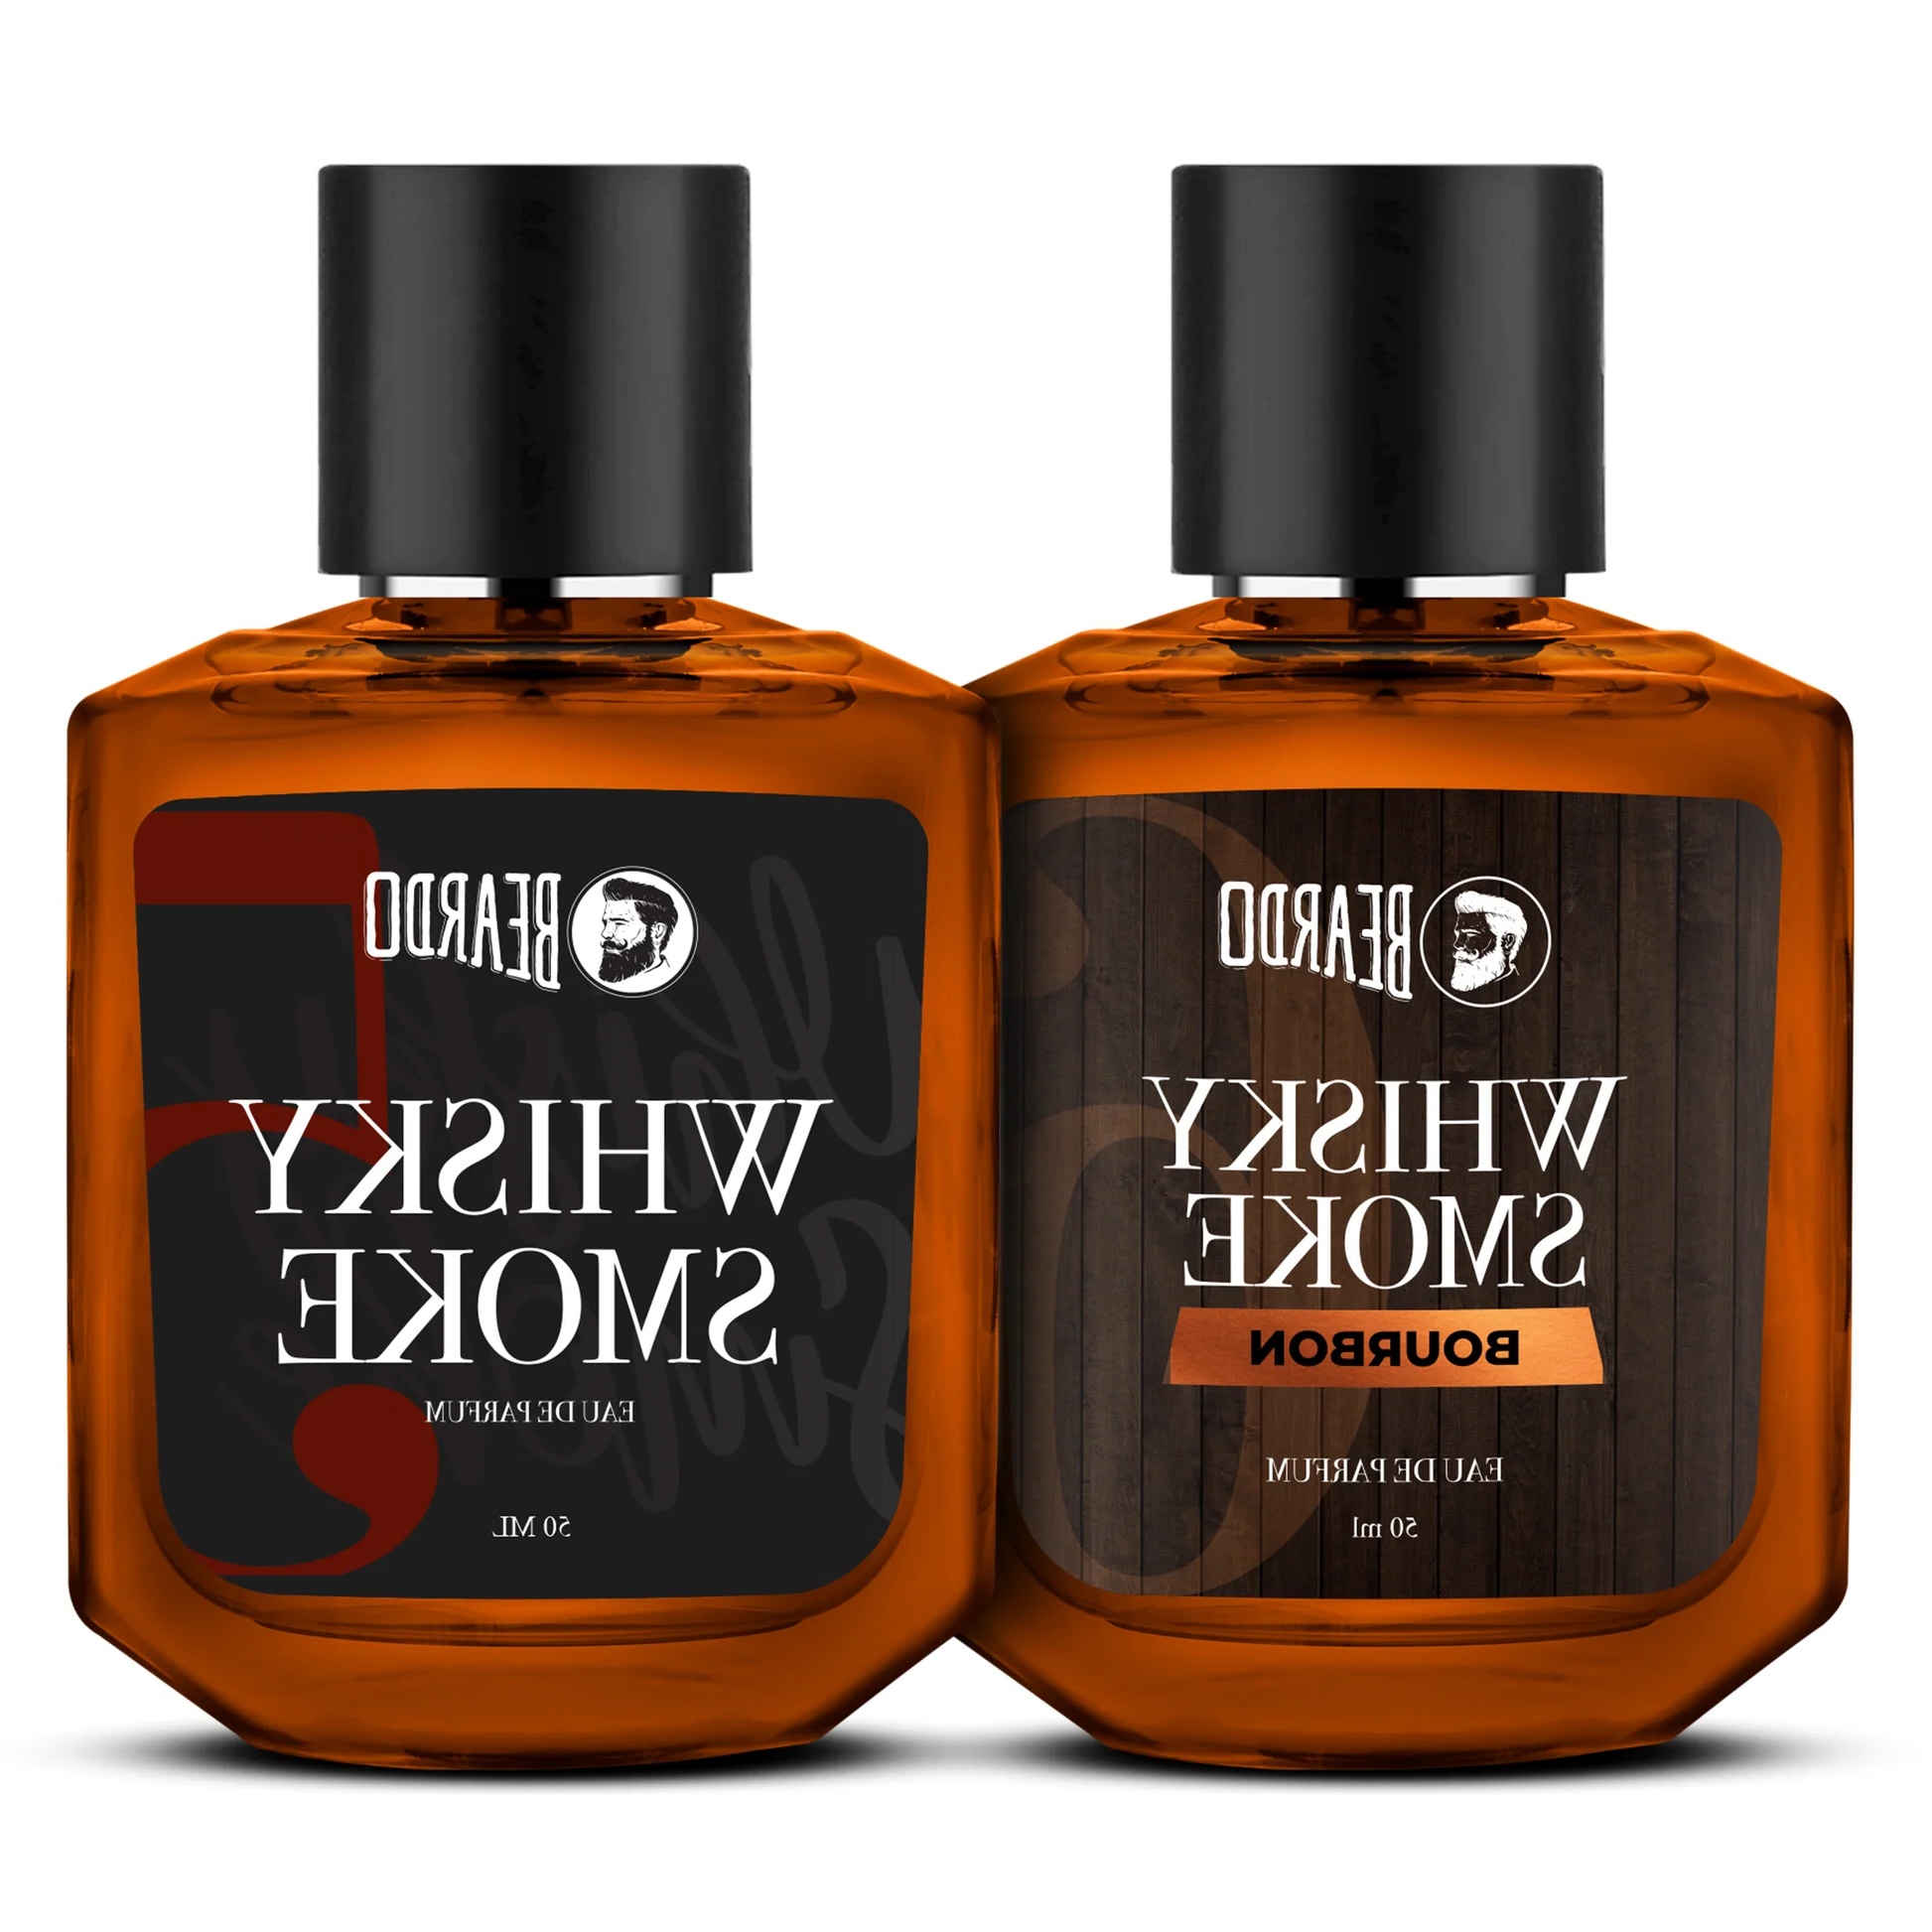 BEARDO
WHISKY
SMOKE
EAU DE PARFUM
50 ML
BEARDO
WHISKY
SMOKE
BOURBON
EAU DE PARFUM
50 ml